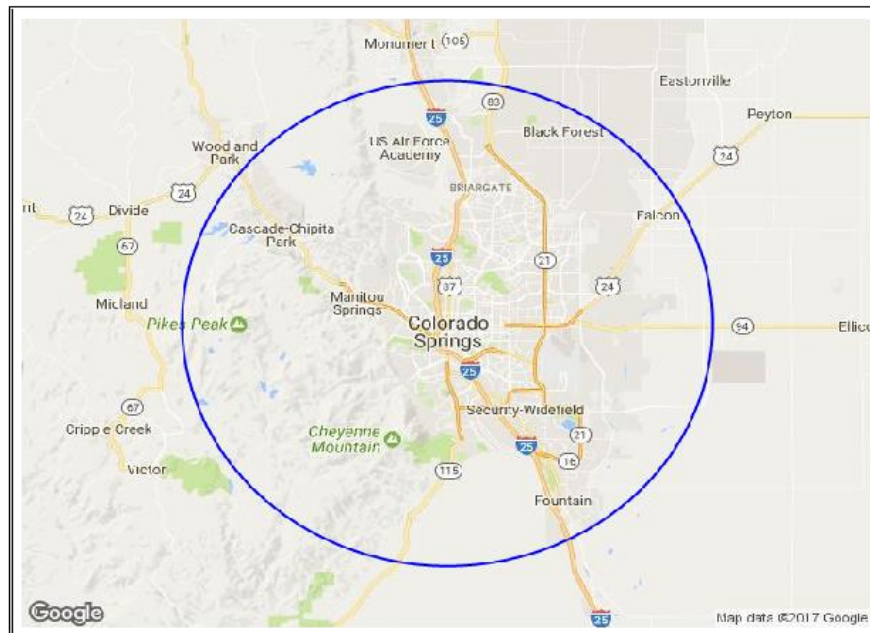 Monument
105
Eastonville
83
Peyton
25
Black Forest
Woodland
Park
US Air Force
Academy
24
BRIARGATE
24
24
Divide
Falcon
Cascade-Chipita
Park
67
25
21
87
24
Midland
Manitou
Springs
Pikes Peak
Colorado
Springs
94
25
67
Security-Widefield
Cripple Creek
Cheyenne
Mountain
21
25
16
Victor
115
Fountain
Google
25
Map data ©2017 Google